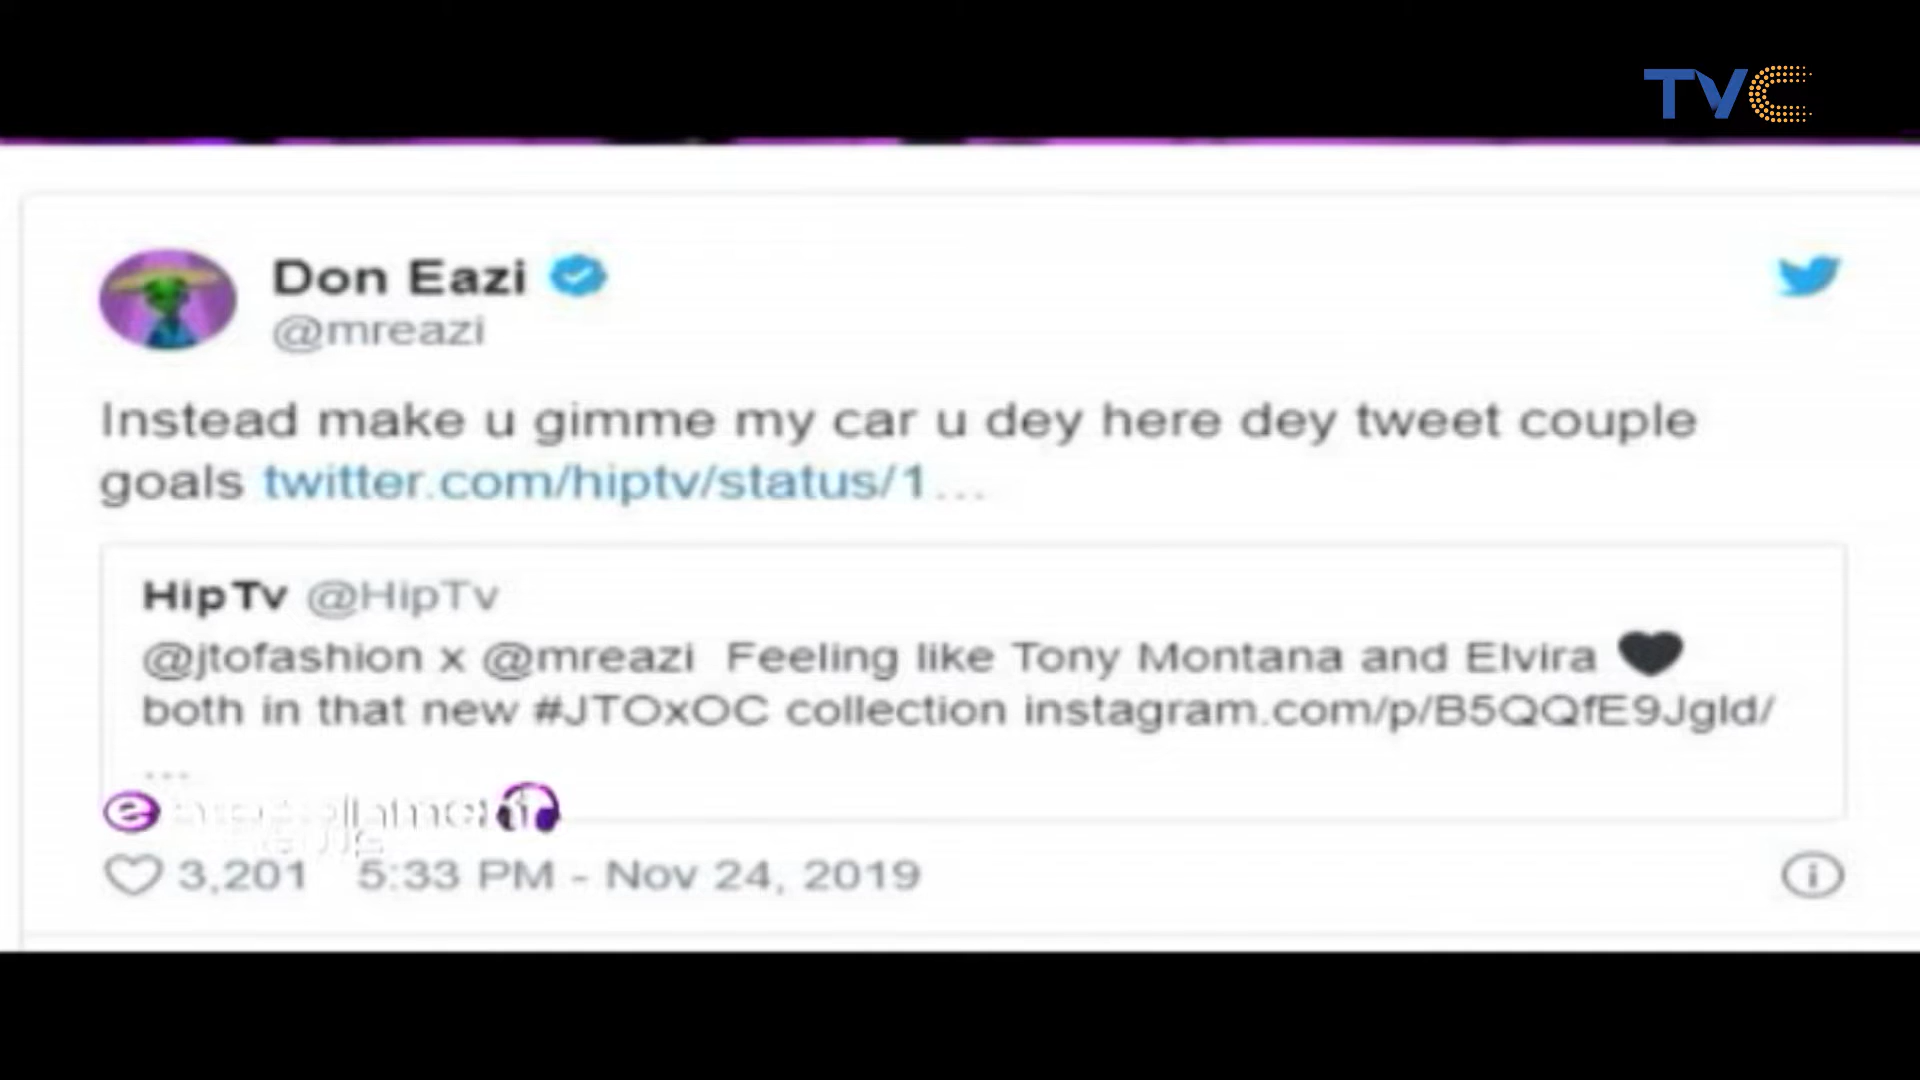 TVC
Don Eazi
@mreazi
Instead make u gimme my car u dey here dey tweet couple
goals twitter.com/hiptv/status/1...
HipTv @HipTv
@jtofashion x @mreazi Feeling like Tony Montana and Elvira 🖤
both in that new #JTOxOC collection instagram.com/p/B5QQfE9Jgld/
...
3,201 5:33 PM - Nov 24, 2019